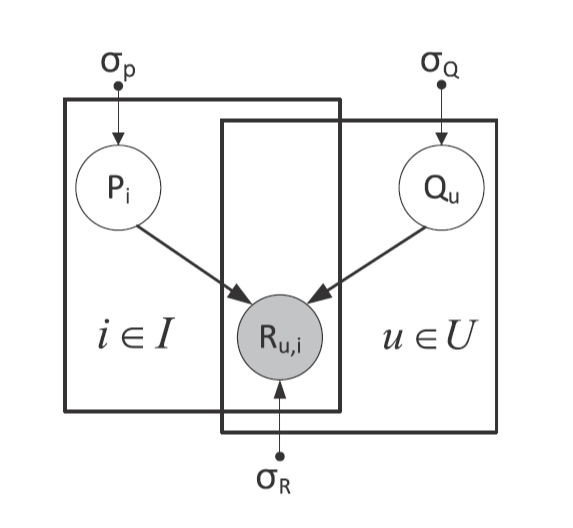 σp
σQ
Pi
Qu
i ∈ I
Ru,i
u ∈ U
σR